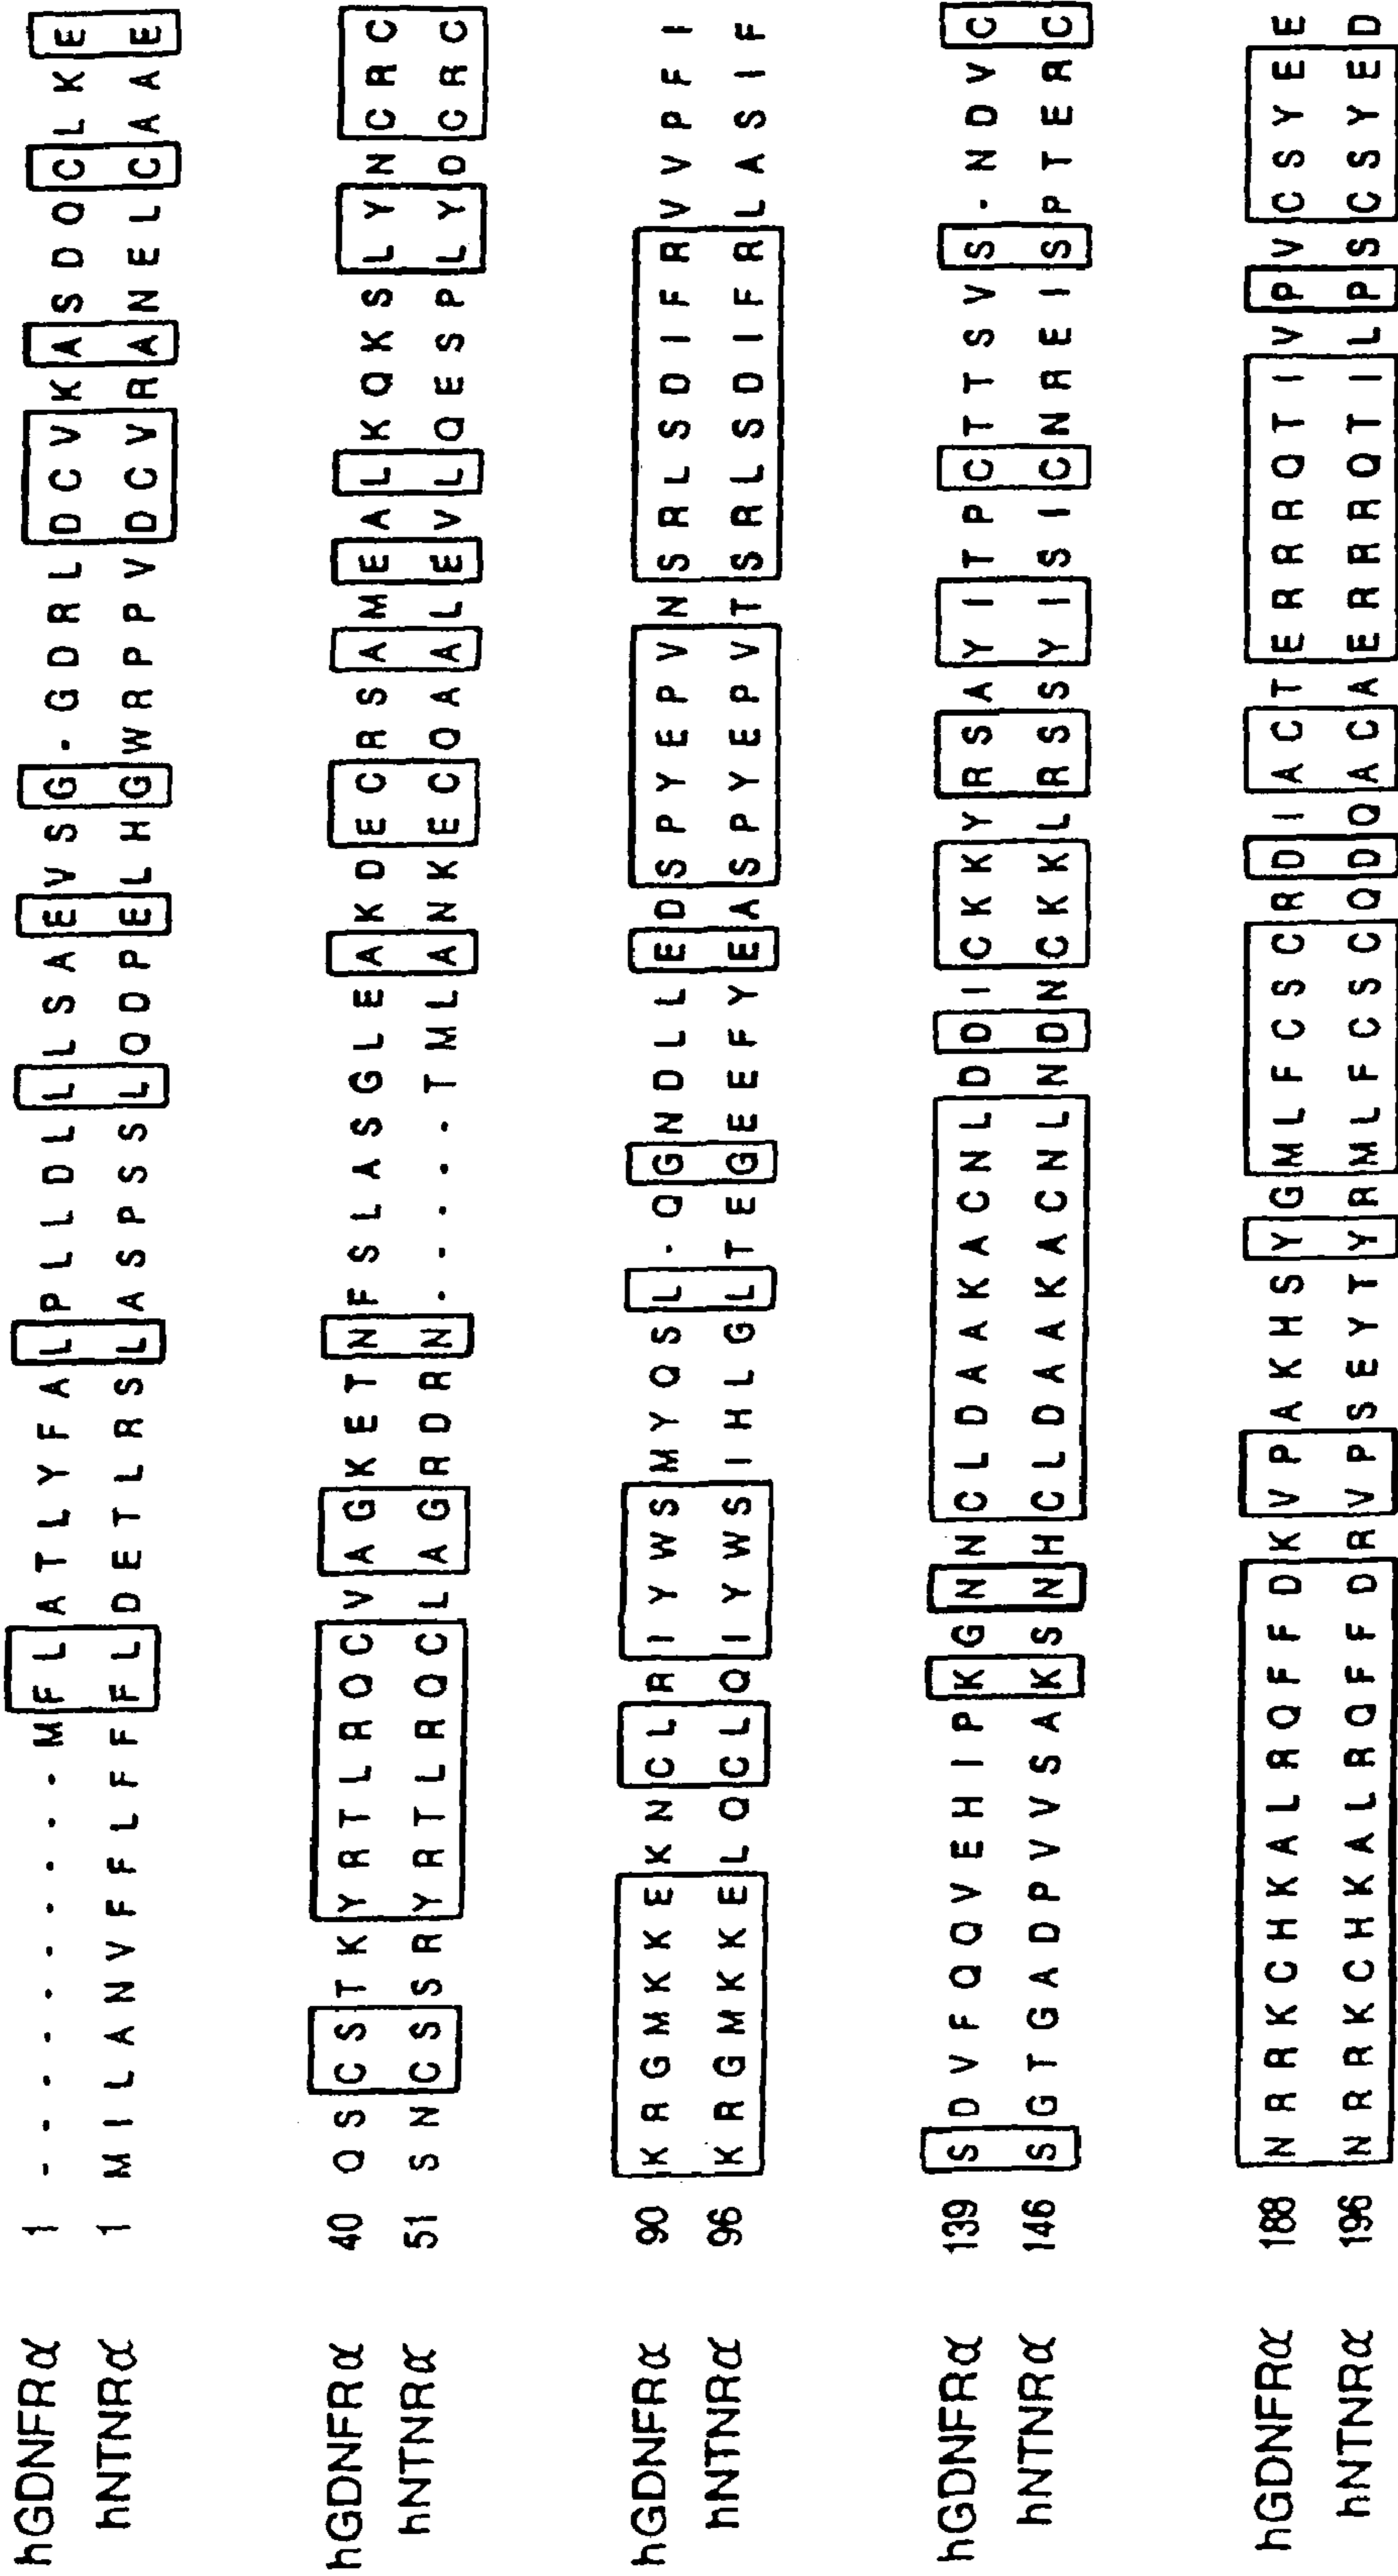 hGDNFRα 1 - - - - - - - - - - M F L A T L Y F A L P L L D L L L S A E V S G - G D R L D C V K A S D Q C L K E
hNTNRα 1 M I L A N V F F L F F F L D E T L R S L A S P S S L Q D P E L H G W R P P V D C V R A N E L C A A E
hGDNFRα 40 Q S C S T K Y R T L R Q C V A G K E T N F S L A S G L E A K D E C R S A M E A L K Q K S L Y N C R C
hNTNRα 51 S N C S S R Y R T L R Q C L A G R D R N - - - - - T M L A N K E C Q A A L E V L Q E S P L Y D C R C
hGDNFRα 90 K R G M K K E K N C L R I Y W S M Y Q S L - Q G N D L L E D S P Y E P V N S R L S D I F R V V P F I
hNTNRα 96 K R G M K K E L Q C L Q I Y W S I H L G L T E G E E F Y E A S P Y E P V T S R L S D I F R L A S I F
hGDNFRα 139 S D V F Q Q V E H I P K G N N C L D A A K A C N L D D I C K K Y R S A Y I T P C T T S V S - N D V C
hNTNRα 146 S G T G A D P V V S A K S N H C L D A A K A C N L N D N C K K L R S S Y I S I C N R E I S P T E R C
hGDNFRα 188 N R R K C H K A L R Q F F D K V P A K H S Y G M L F C S C R D I A C T E R R R Q T I V P V C S Y E E
hNTNRα 196 N R R K C H K A L R Q F F D R V P S E Y T Y R M L F C S C Q D Q A C A E R R R Q T I L P S C S Y E D